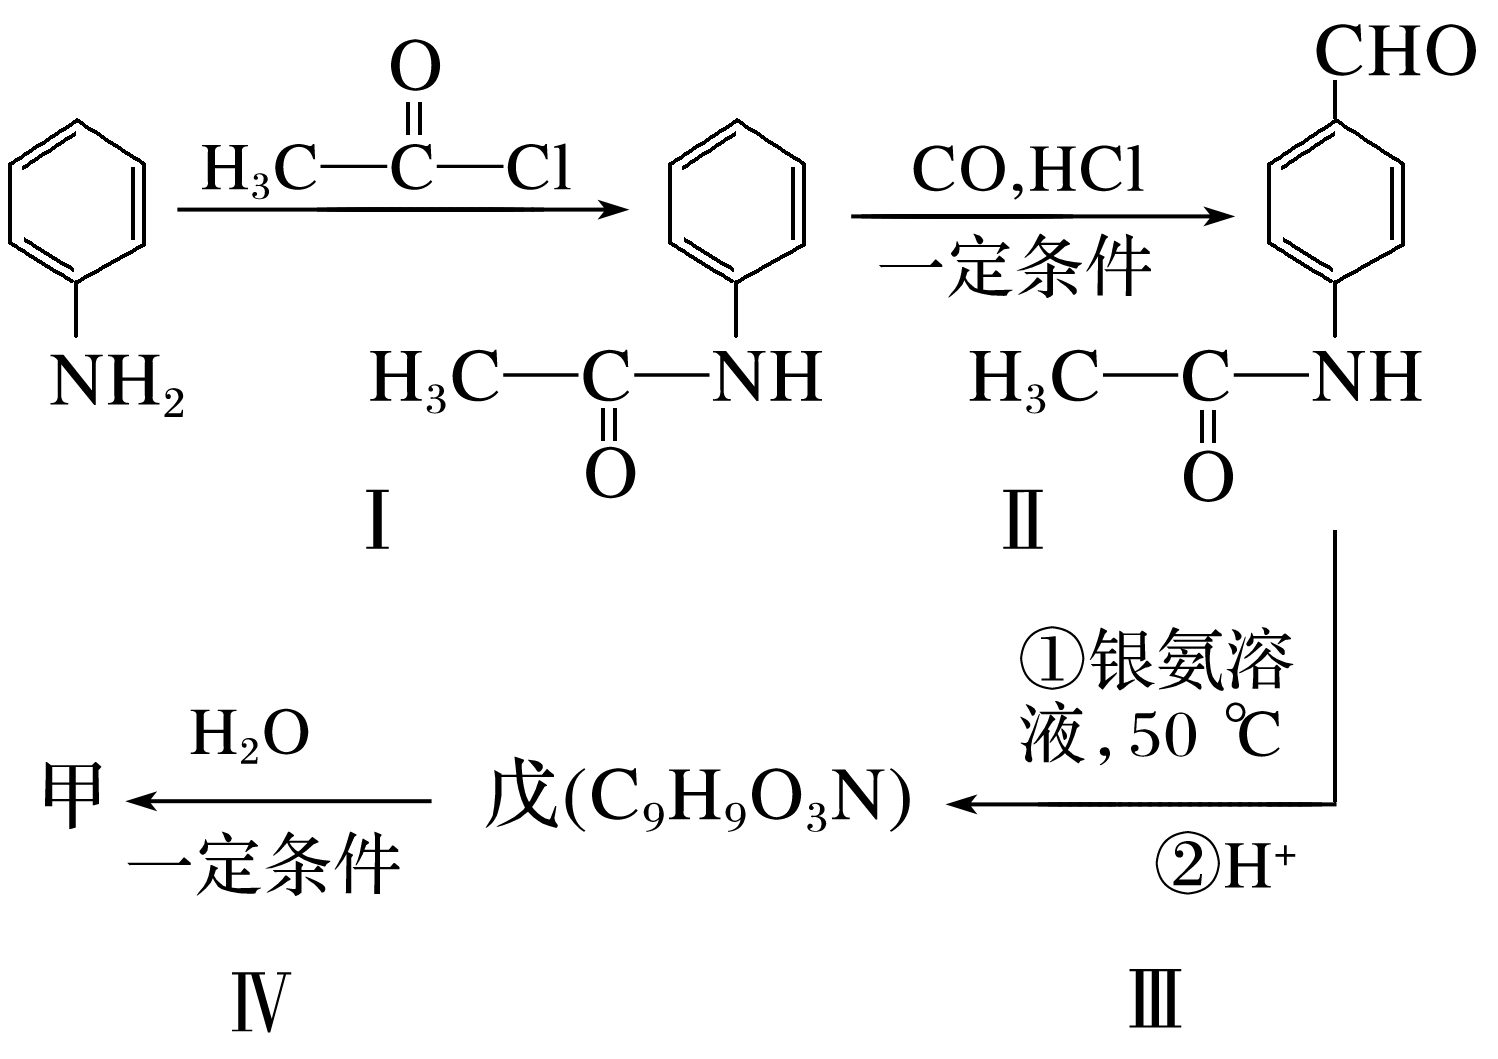 O
CHO
H₃C—C—Cl
CO,HCl
一定条件
NH₂
H₃C—C—NH
H₃C—C—NH
O
O
Ⅰ
Ⅱ
①银氨溶
液,50 ℃
H₂O
甲
戊(C₉H₉O₃N)
一定条件
②H⁺
Ⅳ
Ⅲ